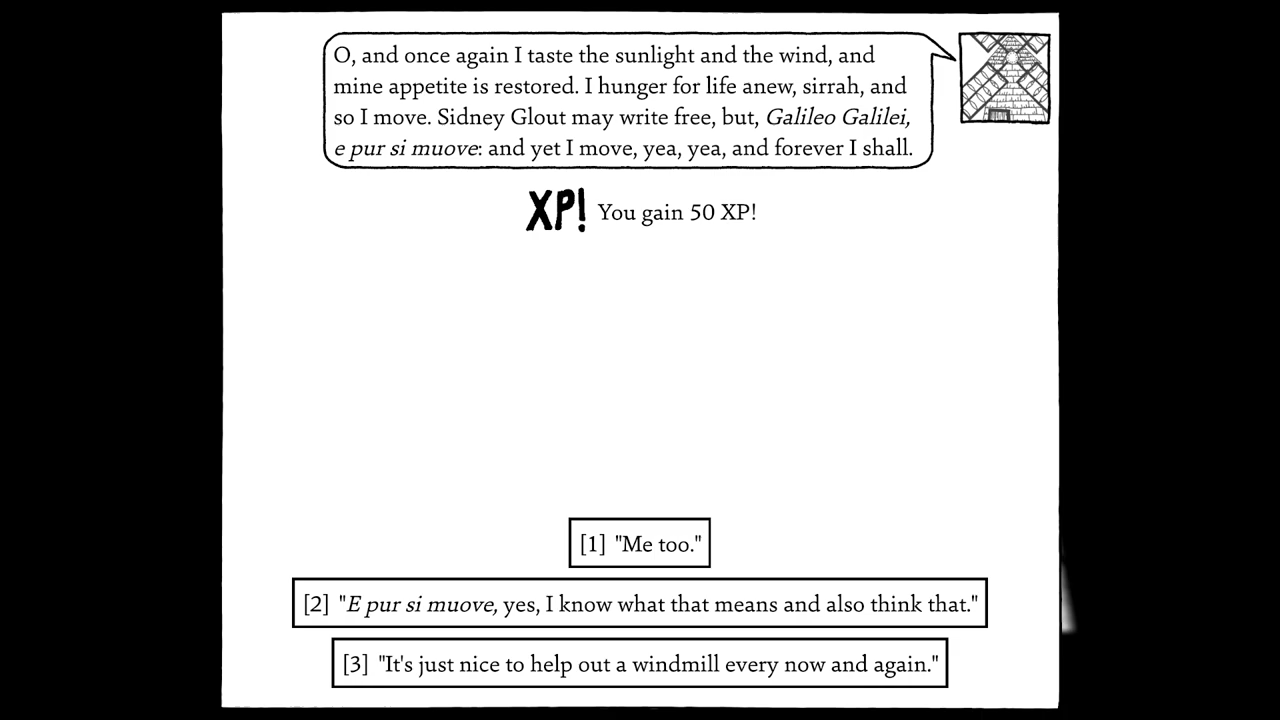 O, and once again I taste the sunlight and the wind, and
mine appetite is restored. I hunger for life anew, sirrah, and
so I move. Sidney Glout may write free, but, Galileo Galilei,
e pur si muove: and yet I move, yea, yea, and forever I shall.
XP! You gain 50 XP!
[1] "Me too."
[2] "E pur si muove, yes, I know what that means and also think that."
[3] "It's just nice to help out a windmill every now and again."